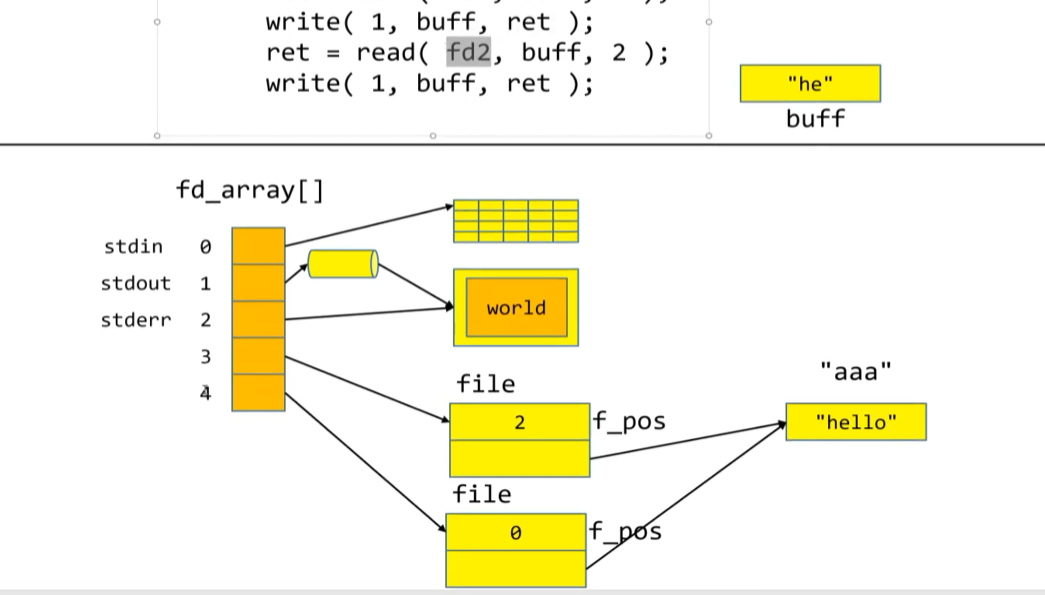 write( 1, buff, ret );
ret = read( fd2, buff, 2 );
write( 1, buff, ret );
"he"
buff
fd_array[]
stdin 0
stdout 1
stderr 2
3
4
world
file
2
f_pos
"aaa"
"hello"
file
0
f_pos